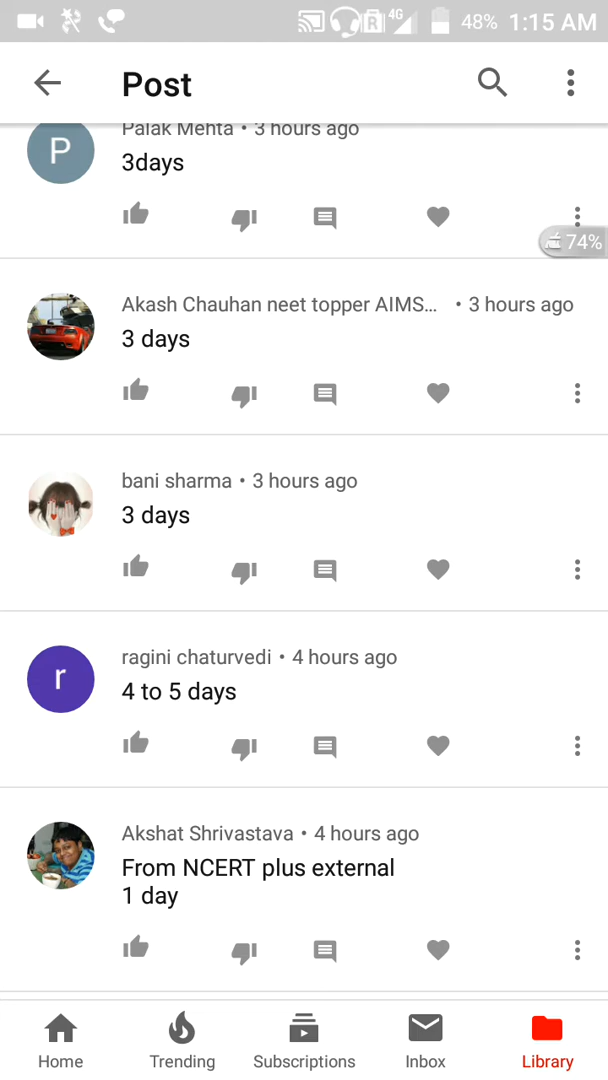 4G 48% 1:15 AM
Post
Palak Mehta • 3 hours ago
P
3days
74%
Akash Chauhan neet topper AIMS... • 3 hours ago
3 days
bani sharma • 3 hours ago
3 days
ragini chaturvedi • 4 hours ago
r
4 to 5 days
Akshat Shrivastava • 4 hours ago
From NCERT plus external
1 day
Home Trending Subscriptions Inbox Library